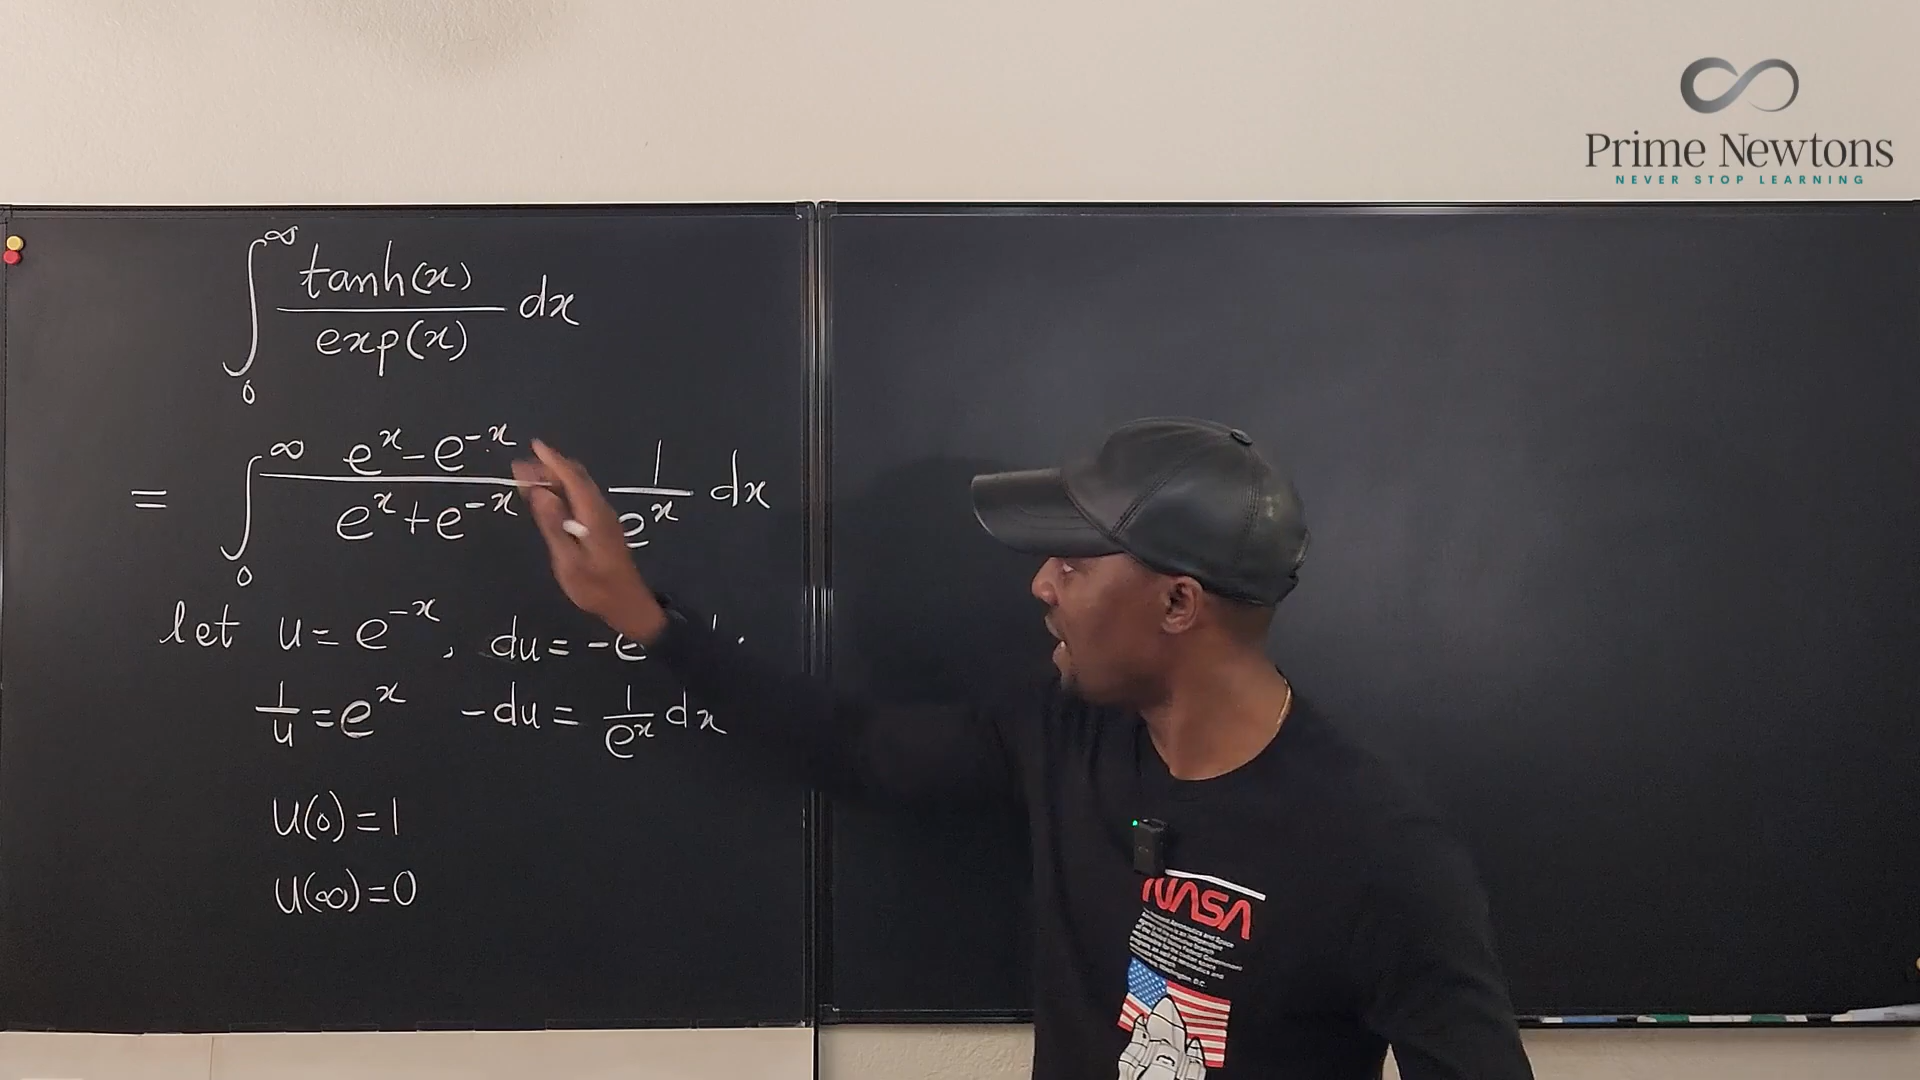 ∫₀^∞ tanh(x)/exp(x) dx
= ∫₀^∞ (e^x − e^−x)/(e^x + e^−x) 1/e^x dx
let u = e^−x, du = −e
1/u = e^x −du = 1/e^x dx
u(0) = 1
u(∞) = 0
Prime Newtons
NEVER STOP LEARNING
NASA